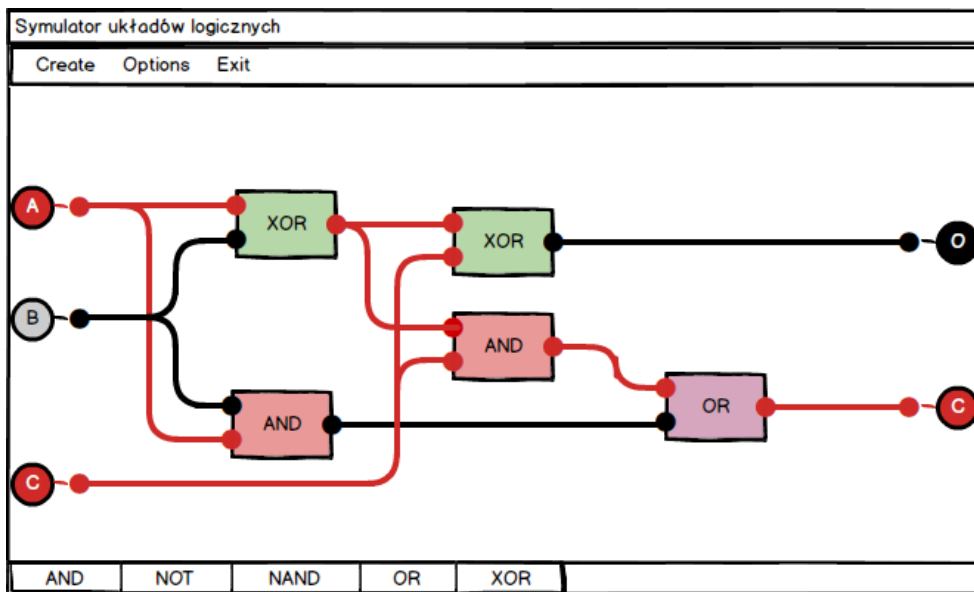 Symulator układów logicznych
Create Options Exit
A
XOR
XOR
O
B
AND
OR
C
AND
C
AND NOT NAND OR XOR